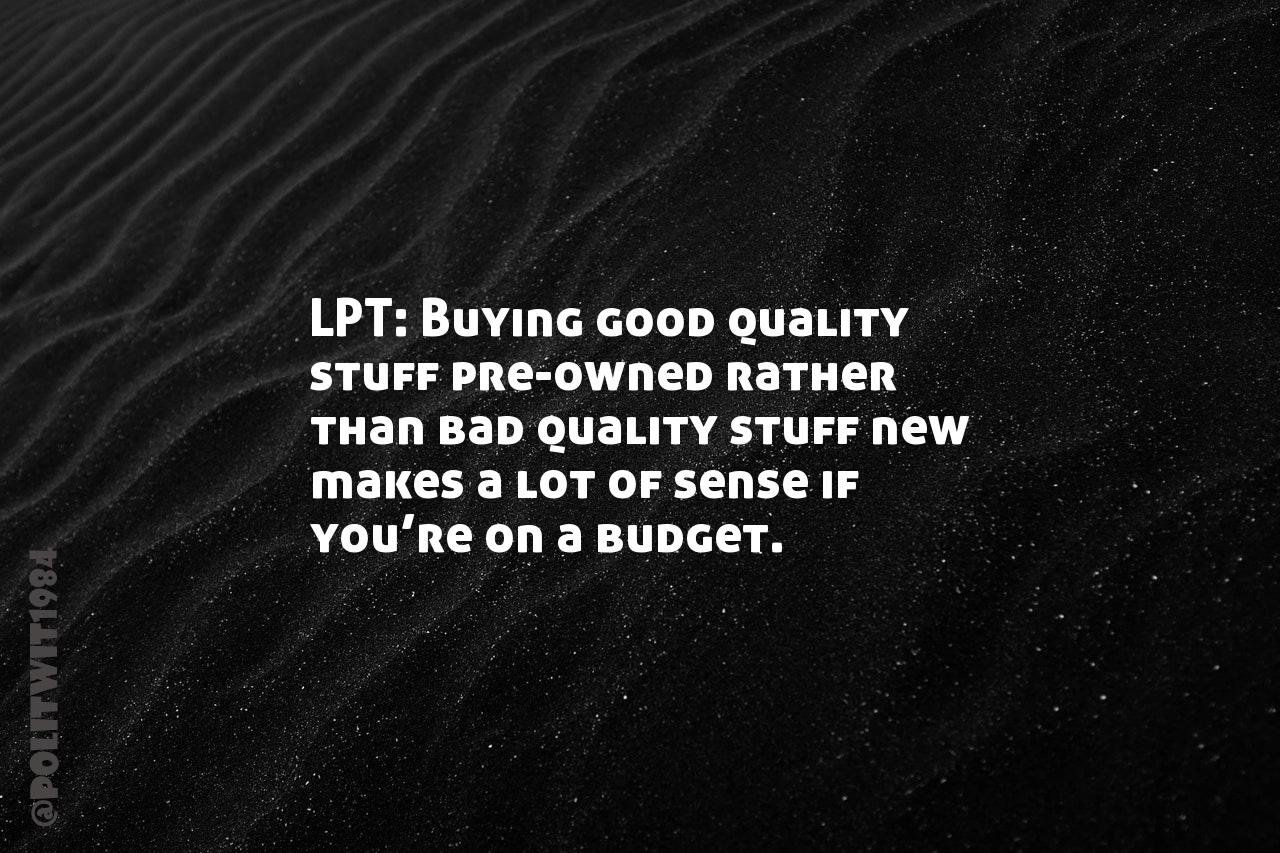 LPT: Buying good quality
stuff pre-owned rather
than bad quality stuff new
makes a lot of sense if
you’re on a budget.
@POLITWIT1984